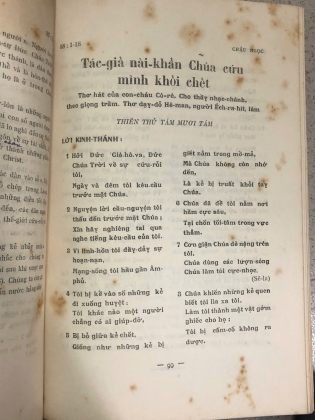 88:1-18
CHÂU NGỌC
Tác-giả nài-khẩn Chúa cứu
mình khỏi chết
Thơ hát của con-cháu Cô-rê. Cho thầy nhạc-chánh,
theo giọng trầm. Thơ dạy-dỗ Hê-man, người Ếch-ra-hít, làm
THIÊN THỨ TÁM MƯƠI TÁM
LỜI KINH-THÁNH:
1 Hỡi Đức Giê-hô-va, Đức
Chúa Trời về sự cứu-rỗi
tôi,
Ngày và đêm tôi kêu-cầu
trước mặt Chúa.
2 Nguyện lời cầu-nguyện tôi
thấu đến trước mặt Chúa;
Xin hãy nghiêng tai qua
nghe tiếng kêu-cầu của tôi.
3 Vì linh-hồn tôi đầy-dẫy sự
hoạn-nạn,
Mạng-sống tôi hầu gần Âm-
phủ.
4 Tôi bị kể vào số những kẻ
đi xuống huyệt;
Tôi khác nào một người
chẳng có ai giúp-đỡ,
5 Bị bỏ giữa kẻ chết,
Giống như những kẻ bị
giết nằm trong mồ-mả,
Mà Chúa không còn nhớ
đến,
Lại bị truất khỏi tay
Chúa.
6 Chúa đã để tôi nằm nơi
hầm cực sâu,
Tại chốn tối-tăm trong vực
thẳm.
7 Cơn giận Chúa đè nặng trên
tôi,
Chúa dùng các lượn-sóng
Chúa làm tôi cực-nhọc.
(Sê-la)
8 Chúa khiến những kẻ quen
biết tôi lìa xa tôi,
Làm tôi thành một vật gớm
ghiếc cho họ;
Tôi bị cầm-cố không ra
được.
— 90 —